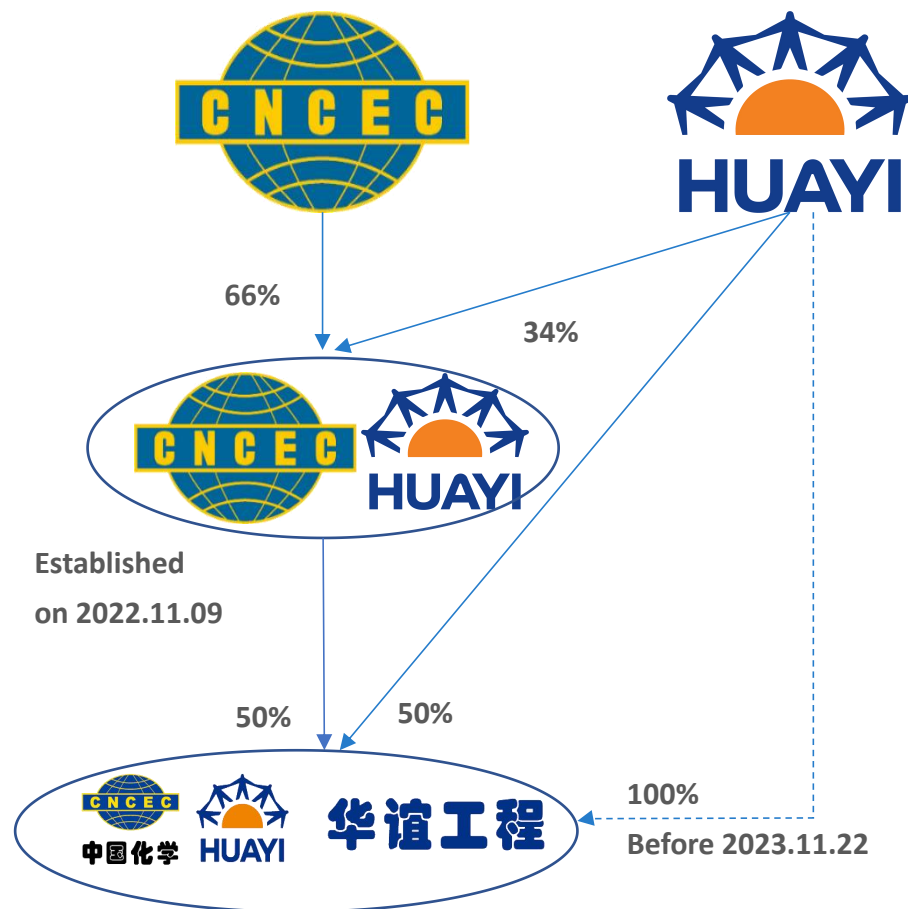 CNCEC
HUAYI
66%
34%
CNCEC
HUAYI
Established
on 2022.11.09
50%
50%
CNCEC
中国化学
HUAYI
华谊工程
100%
Before 2023.11.22